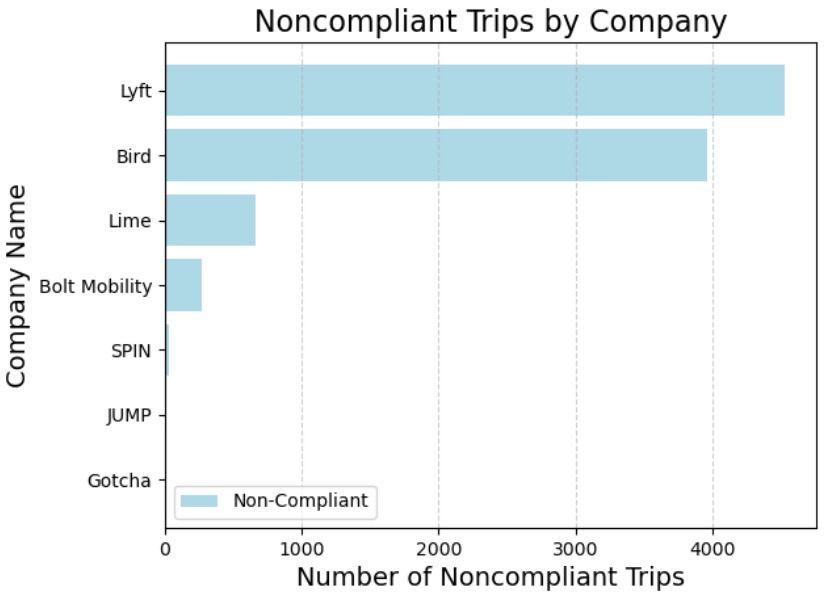 Noncompliant Trips by Company
Company Name
Lyft
Bird
Lime
Bolt Mobility
SPIN
JUMP
Gotcha
Non-Compliant
0 1000 2000 3000 4000
Number of Noncompliant Trips